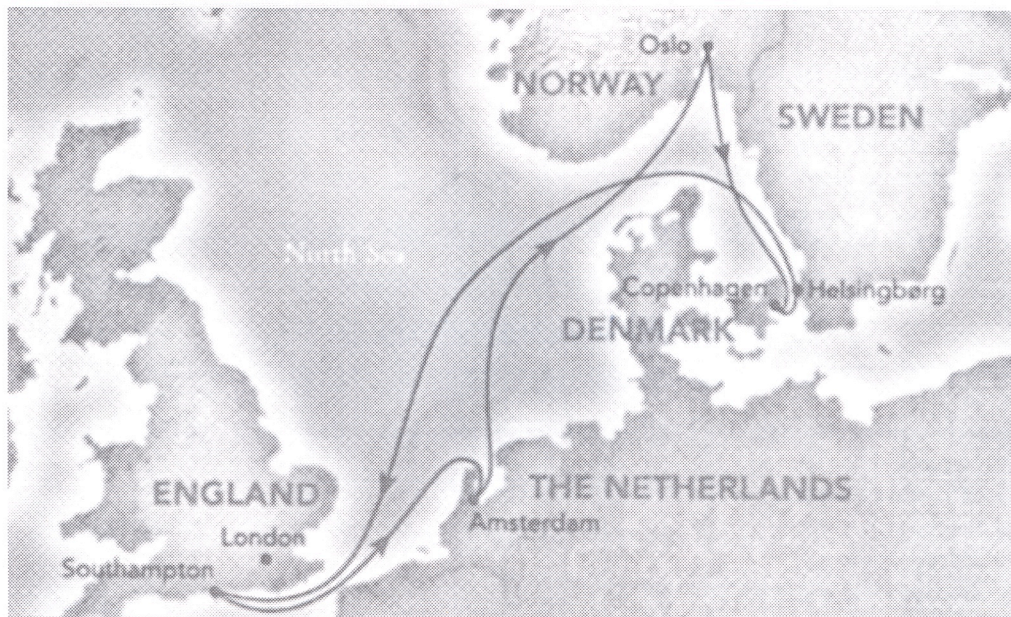 Oslo
NORWAY
SWEDEN
North Sea
Copenhagen
Helsingbørg
DENMARK
ENGLAND
THE NETHERLANDS
Amsterdam
London
Southampton